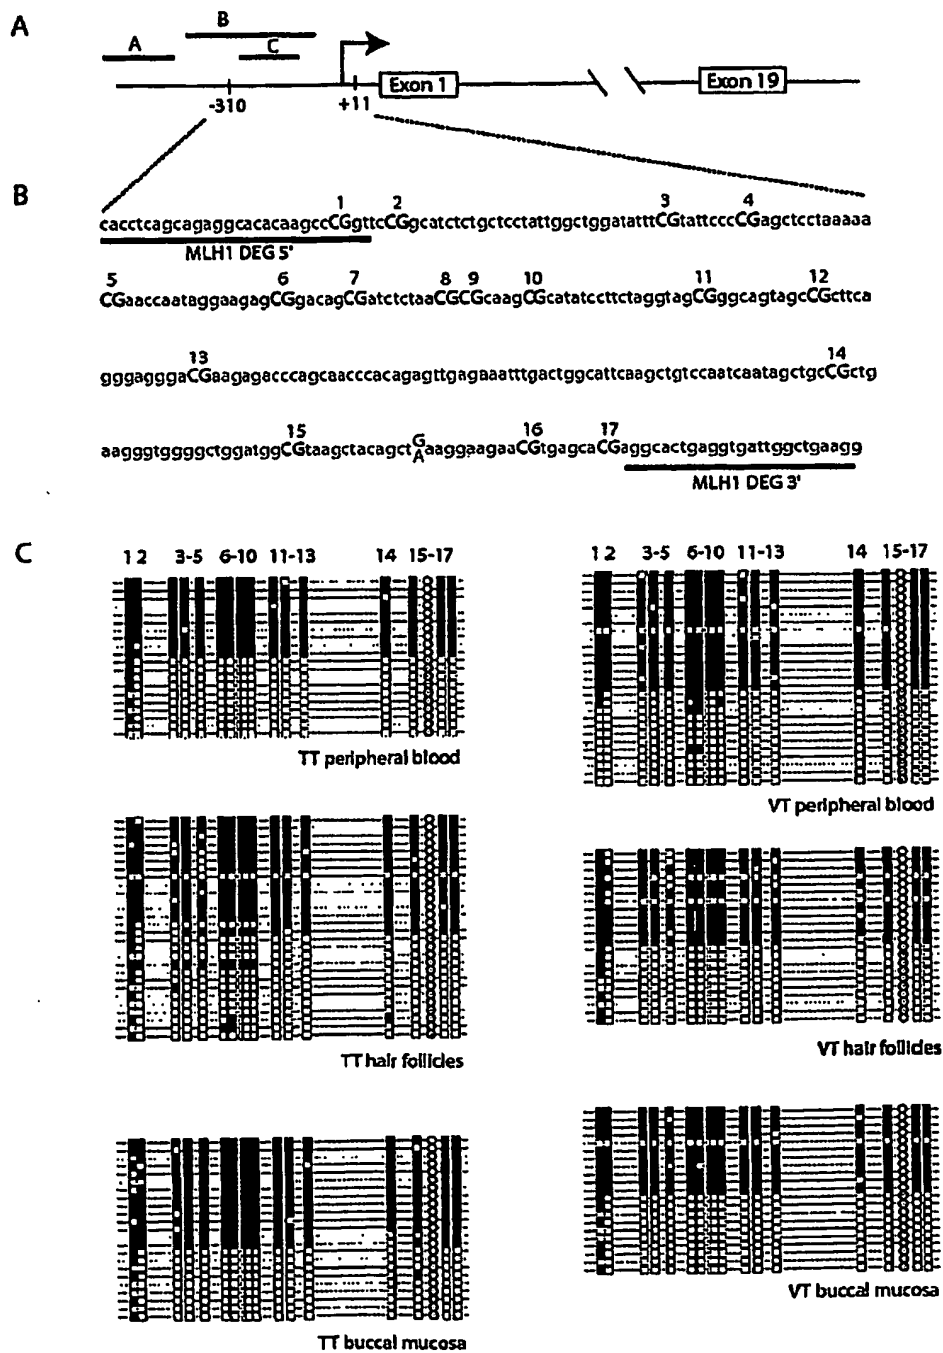 A
B
A
C
Exon 1
Exon 19
-310
+11
B
1 2 3 4
cacctcagcagaggcacacaagccCGgttcCGgcatctctgctcctattggctggatatttCGtattcccCGagctcctaaaaa
MLH1 DEG 5'
5 6 7 8 9 10 11 12
CGaaccaataggaagagCGgacagCGatctctaaCGCGcaagCGcatatccttctaggtagCGggcagtagcCGcttca
13 14
gggagggaCGaagagacccagcaacccacagagttgagaaatttgactggcattcaagctgtccaatcaatagctgcCGctg
15 16 17
aagggtggggctggatggCGtaagctacagctGaaggaagaaCGtgagcaCGaggcactgaggtgattggctgaagg
A
MLH1 DEG 3'
C
1 2 3-5 6-10 11-13 14 15-17
1 2 3-5 6-10 11-13 14 15-17
TT peripheral blood
VT peripheral blood
TT hair follicles
VT hair follicles
VT buccal mucosa
TT buccal mucosa